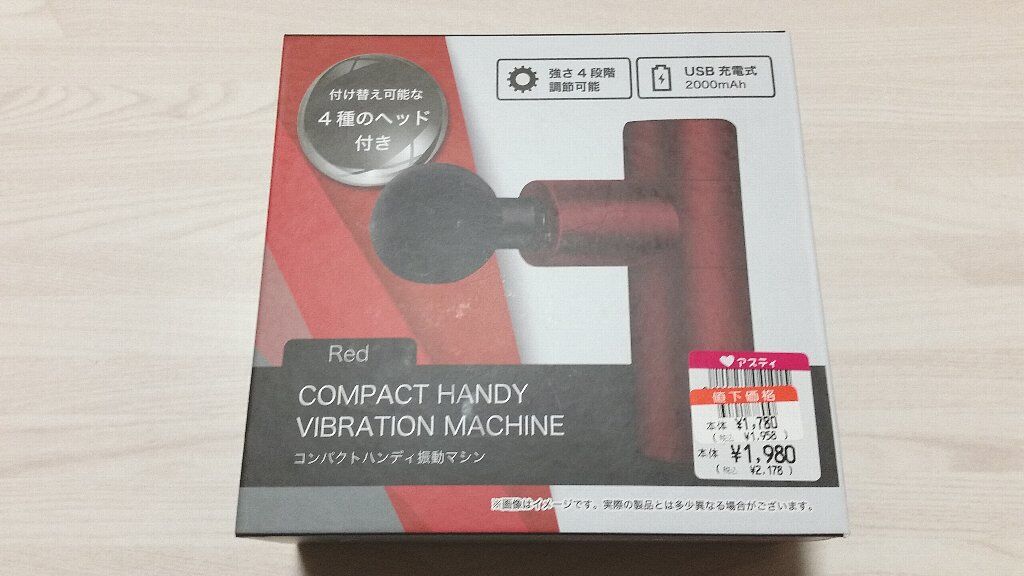 付け替え可能な
4種のヘッド
付き
強さ4段階
調節可能
USB充電式
2000mAh
Red
COMPACT HANDY
VIBRATION MACHINE
コンパクトハンディ振動マシン
アスティ
値下価格
本体 ¥1,780
(税込 ¥1,958 )
本体 ¥1,980
(税込 ¥2,178 )
※画像はイメージです。実際の製品とは多少異なる場合がございます。